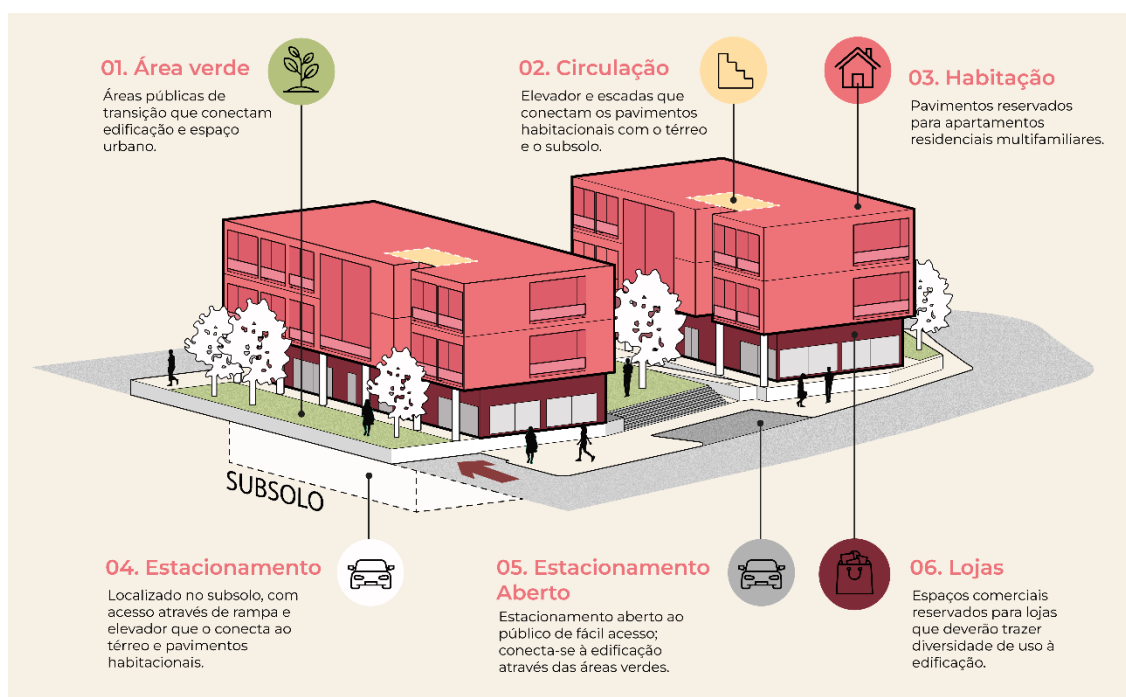 01. Área verde
Áreas públicas de
transição que conectam
edificação e espaço
urbano.
02. Circulação
Elevador e escadas que
conectam os pavimentos
habitacionais com o térreo
e o subsolo.
03. Habitação
Pavimentos reservados
para apartamentos
residenciais multifamiliares.
SUBSOLO
04. Estacionamento
Localizado no subsolo, com
acesso através de rampa e
elevador que o conecta ao
térreo e pavimentos
habitacionais.
05. Estacionamento
Aberto
Estacionamento aberto ao
público de fácil acesso;
conecta-se à edificação
através das áreas verdes.
06. Lojas
Espaços comerciais
reservados para lojas
que deverão trazer
diversidade de uso à
edificação.